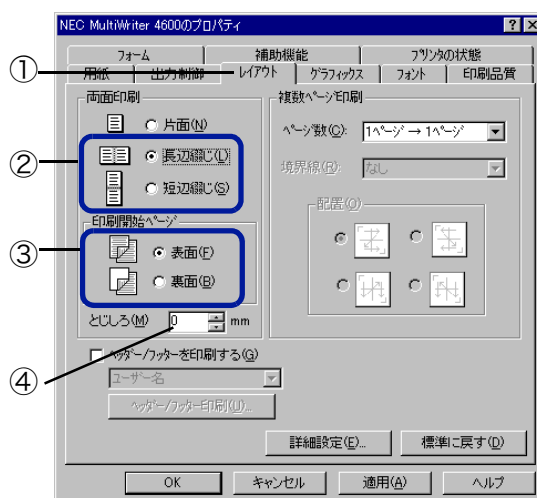 NEC MultiWriter 4600のプロパティ
フォーム 補助機能 プリンタの状態
① 用紙 出力制御 レイアウト グラフィックス フォント 印刷品質
両面印刷
片面(N)
② 長辺綴じ(L)
短辺綴じ(S)
印刷開始ページ
③ 表面(F)
裏面(B)
とじしろ(M) 0 mm
④
複数ページ印刷
ページ数(C): 1ページ → 1ページ
境界線(R): なし
配置(O)
ヘッダー/フッターを印刷する(G)
ユーザー名
ヘッダー/フッター印刷(U)...
詳細設定(E)... 標準に戻す(D)
OK キャンセル 適用(A) ヘルプ